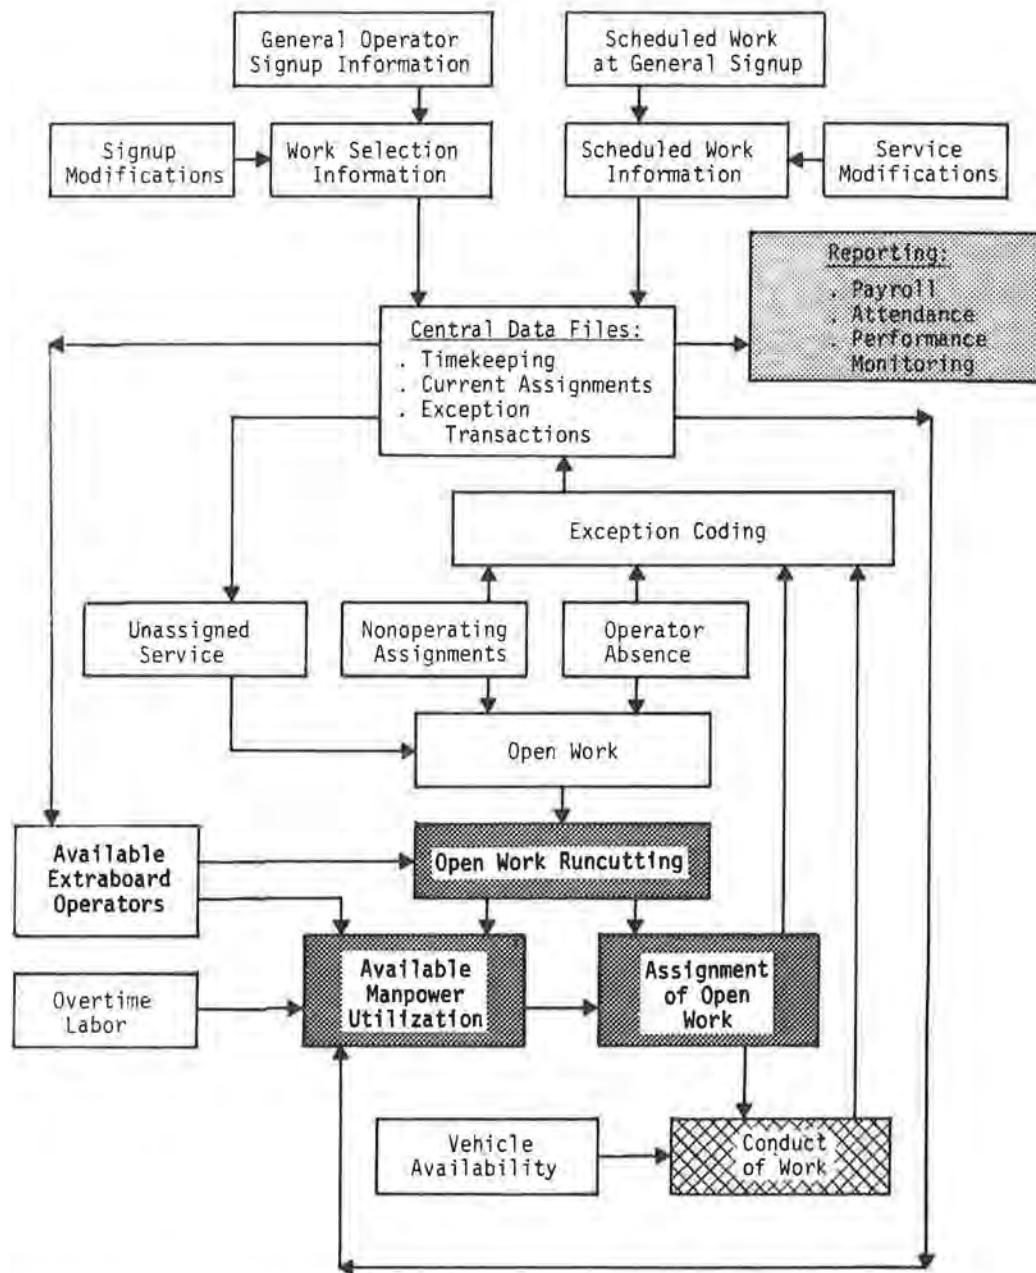 General Operator
Signup Information
Scheduled Work
at General Signup
Signup
Modifications
Work Selection
Information
Scheduled Work
Information
Service
Modifications
Reporting:
. Payroll
. Attendance
. Performance
Monitoring
Central Data Files:
. Timekeeping
. Current Assignments
. Exception
Transactions
Exception Coding
Unassigned
Service
Nonoperating
Assignments
Operator
Absence
Open Work
Available
Extraboard
Operators
Open Work Runcutting
Overtime
Labor
Available
Manpower
Utilization
Assignment
of Open
Work
Vehicle
Availability
Conduct
of Work